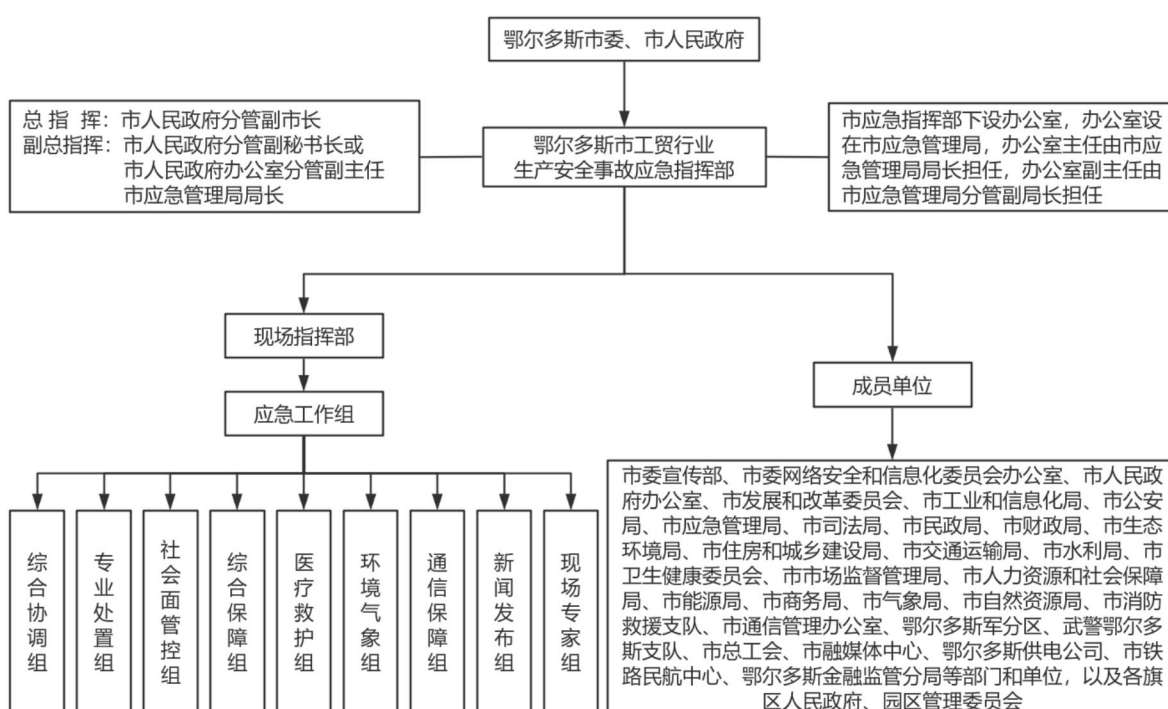 鄂尔多斯市委、市人民政府
总 指 挥：市人民政府分管副市长
副总指挥：市人民政府分管副秘书长或
市人民政府办公室分管副主任
市应急管理局局长
鄂尔多斯市工贸行业
生产安全事故应急指挥部
市应急指挥部下设办公室，办公室设
在市应急管理局，办公室主任由市应
急管理局局长担任，办公室副主任由
市应急管理局分管副局长担任
现场指挥部
应急工作组
成员单位
综合协调组
专业处置组
社会面管控组
综合保障组
医疗救护组
环境气象组
通信保障组
新闻发布组
现场专家组
市委宣传部、市委网络安全和信息化委员会办公室、市人民政
府办公室、市发展和改革委员会、市工业和信息化局、市公安
局、市应急管理局、市司法局、市民政局、市财政局、市生态
环境局、市住房和城乡建设局、市交通运输局、市水利局、市
卫生健康委员会、市市场监督管理局、市人力资源和社会保障
局、市能源局、市商务局、市气象局、市自然资源局、市消防
救援支队、市通信管理办公室、鄂尔多斯军分区、武警鄂尔多
斯支队、市总工会、市融媒体中心、鄂尔多斯供电公司、市铁
路民航中心、鄂尔多斯金融监管分局等部门和单位，以及各旗
区人民政府、园区管理委员会